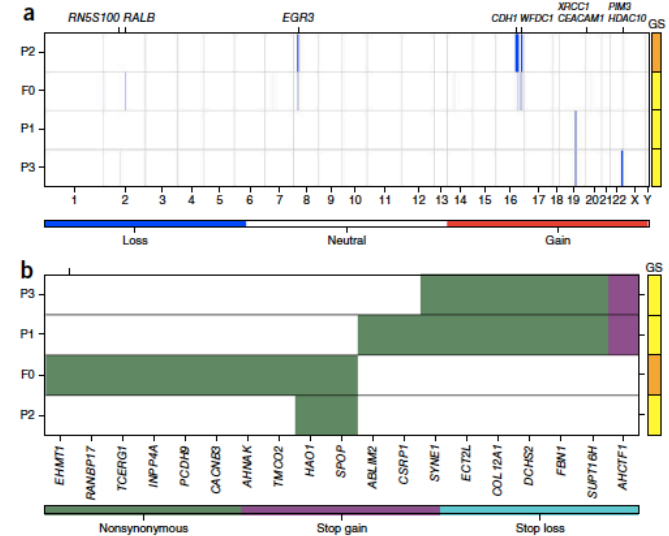 a
XRCC1 PIM3
RN5S100 RALB EGR3 CDH1 WFDC1 CEACAM1 HDAC10
GS
P2
F0
P1
P3
1 2 3 4 5 6 7 8 9 10 11 12 13 14 15 16 17 18 19 20 21 22 X Y
Loss Neutral Gain
b
GS
P3
P1
F0
P2
EHMT1 RANBP17 TCERG1 INPP4A PCDH9 CACNB3 AHNAK TMCO2 HAO1 SPOP ABLIM2 CSRP1 SYNE1 ECT2L COL12A1 DCHS2 FBN1 SUPT16H AHCTF1
Nonsynonymous Stop gain Stop loss